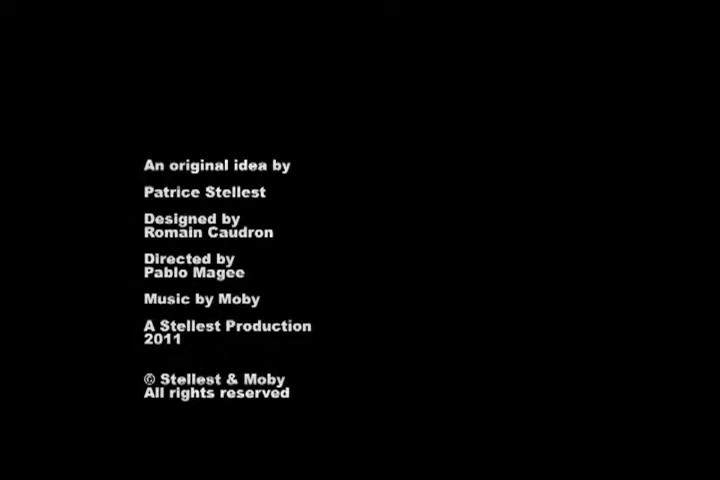 An original idea by
Patrice Stellest
Designed by
Romain Caudron
Directed by
Pablo Magee
Music by Moby
A Stellest Production
2011
© Stellest & Moby
All rights reserved